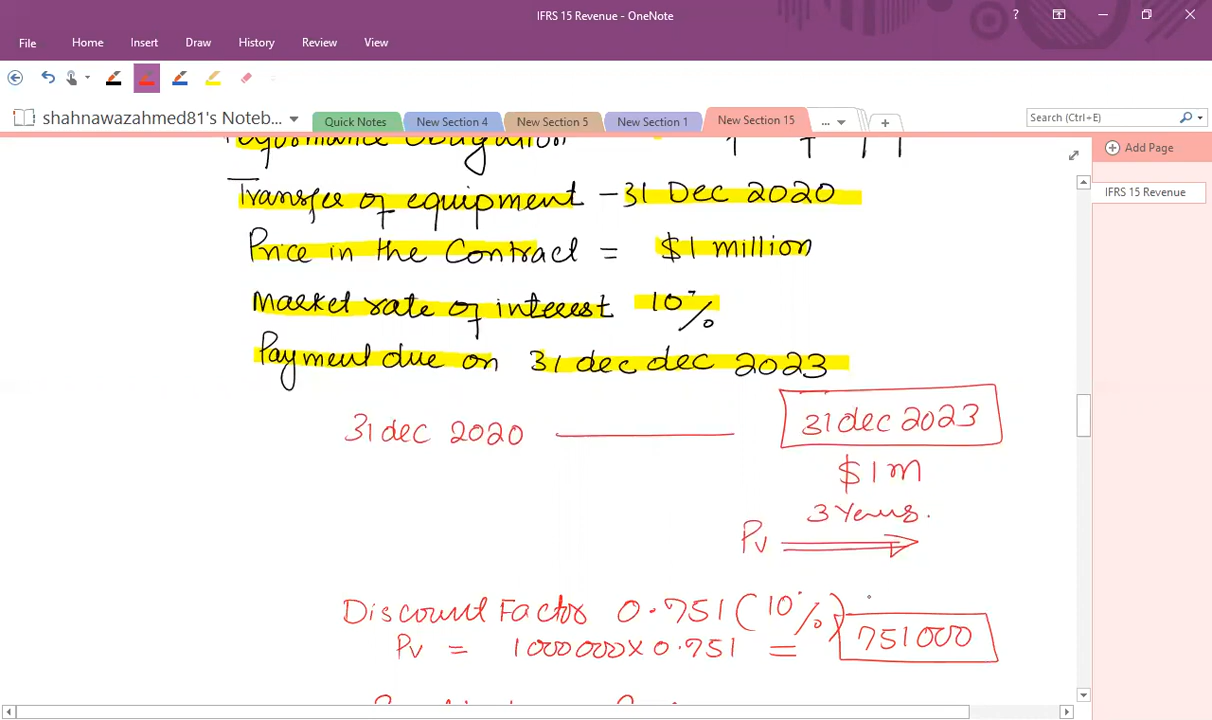 IFRS 15 Revenue - OneNote
?
File Home Insert Draw History Review View
shahnawazahmed81's Noteb... Quick Notes New Section 4 New Section 5 New Section 1 New Section 15 ... Search (Ctrl+E)
Add Page
IFRS 15 Revenue
Performance Obligation
Transfer of equipment - 31 Dec 2020
Price in the Contract = $1 million
Market rate of interest 10%
Payment due on 31 dec dec 2023
31 dec 2020 31 dec 2023
$1m
3 Years.
Pv
Discount Factor 0.751 (10%)
Pv = 1000000 x 0.751 = 751000